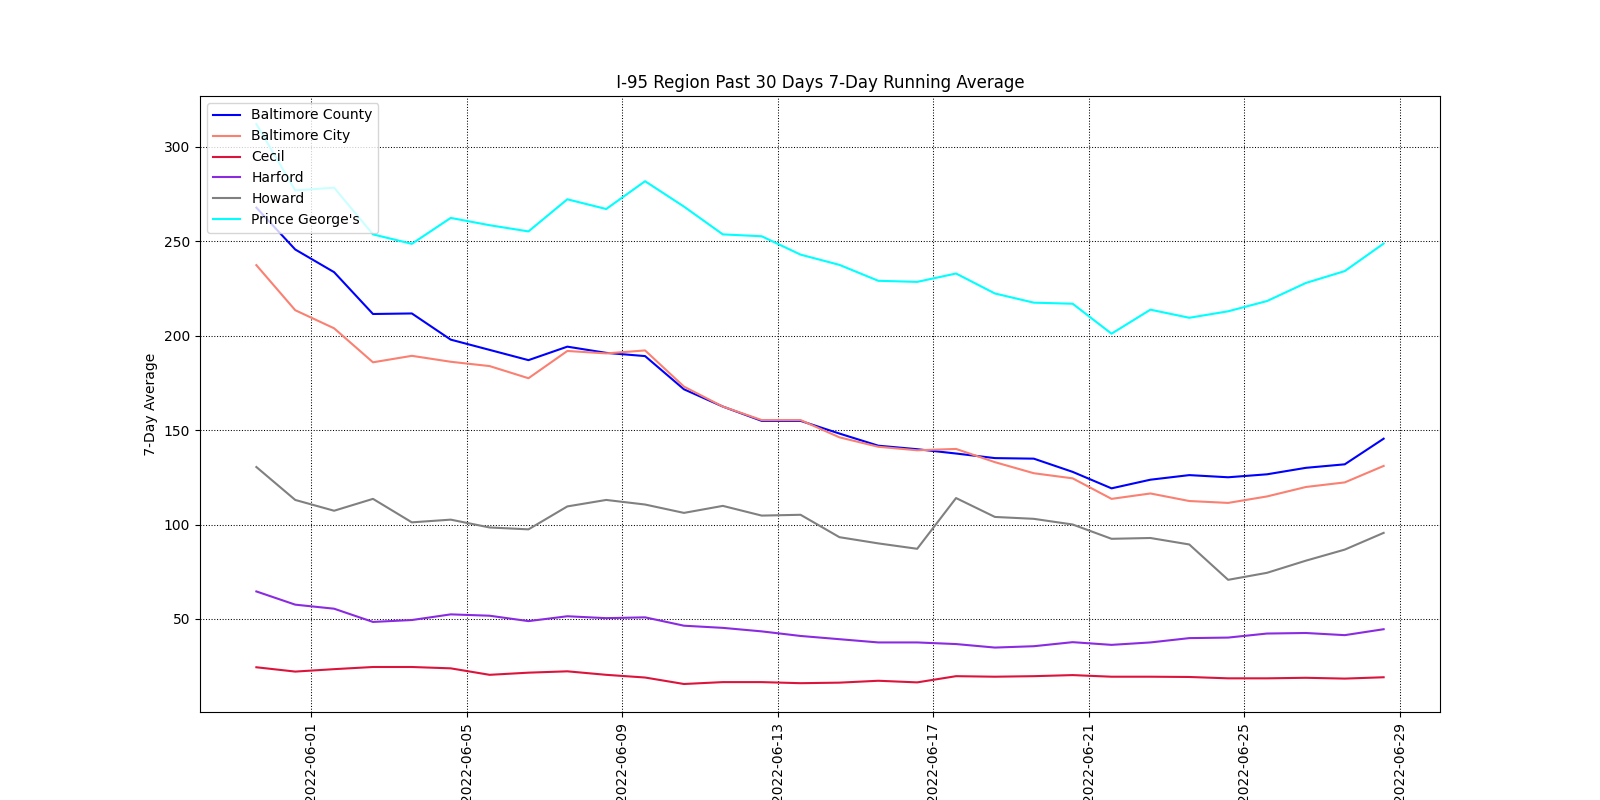 I-95 Region Past 30 Days 7-Day Running Average
Baltimore County
Baltimore City
Cecil
Harford
Howard
Prince George's
300
250
200
150
100
50
7-Day Average
2022-06-01
2022-06-05
2022-06-09
2022-06-13
2022-06-17
2022-06-21
2022-06-25
2022-06-29